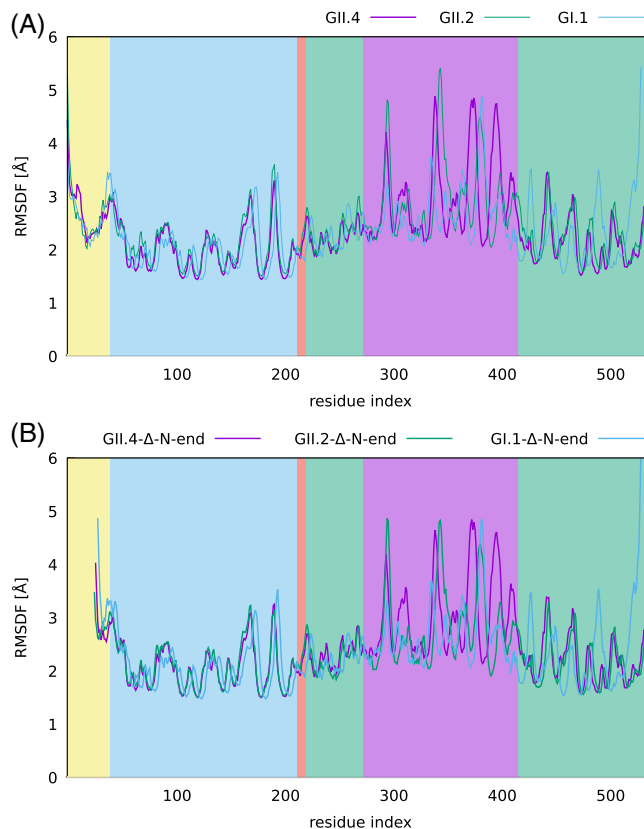 (A)
GII.4 GII.2 GI.1
6
5
4
3
2
1
0
RMSDF [Å]
100 200 300 400 500
residue index
(B)
GII.4-Δ-N-end GII.2-Δ-N-end GI.1-Δ-N-end
6
5
4
3
2
1
0
RMSDF [Å]
100 200 300 400 500
residue index